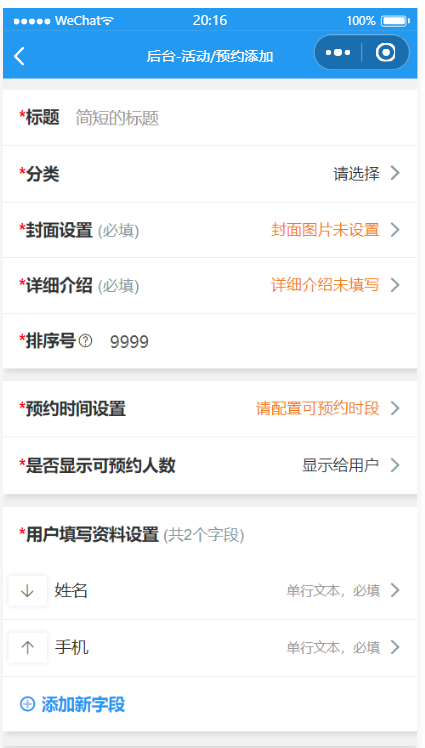 WeChat 20:16 100%
后台-活动/预约添加
*标题 简短的标题
*分类 请选择
*封面设置 (必填) 封面图片未设置
*详细介绍 (必填) 详细介绍未填写
*排序号? 9999
*预约时间设置 请配置可预约时段
*是否显示可预约人数 显示给用户
*用户填写资料设置 (共2个字段)
姓名 单行文本，必填
手机 单行文本，必填
添加新字段